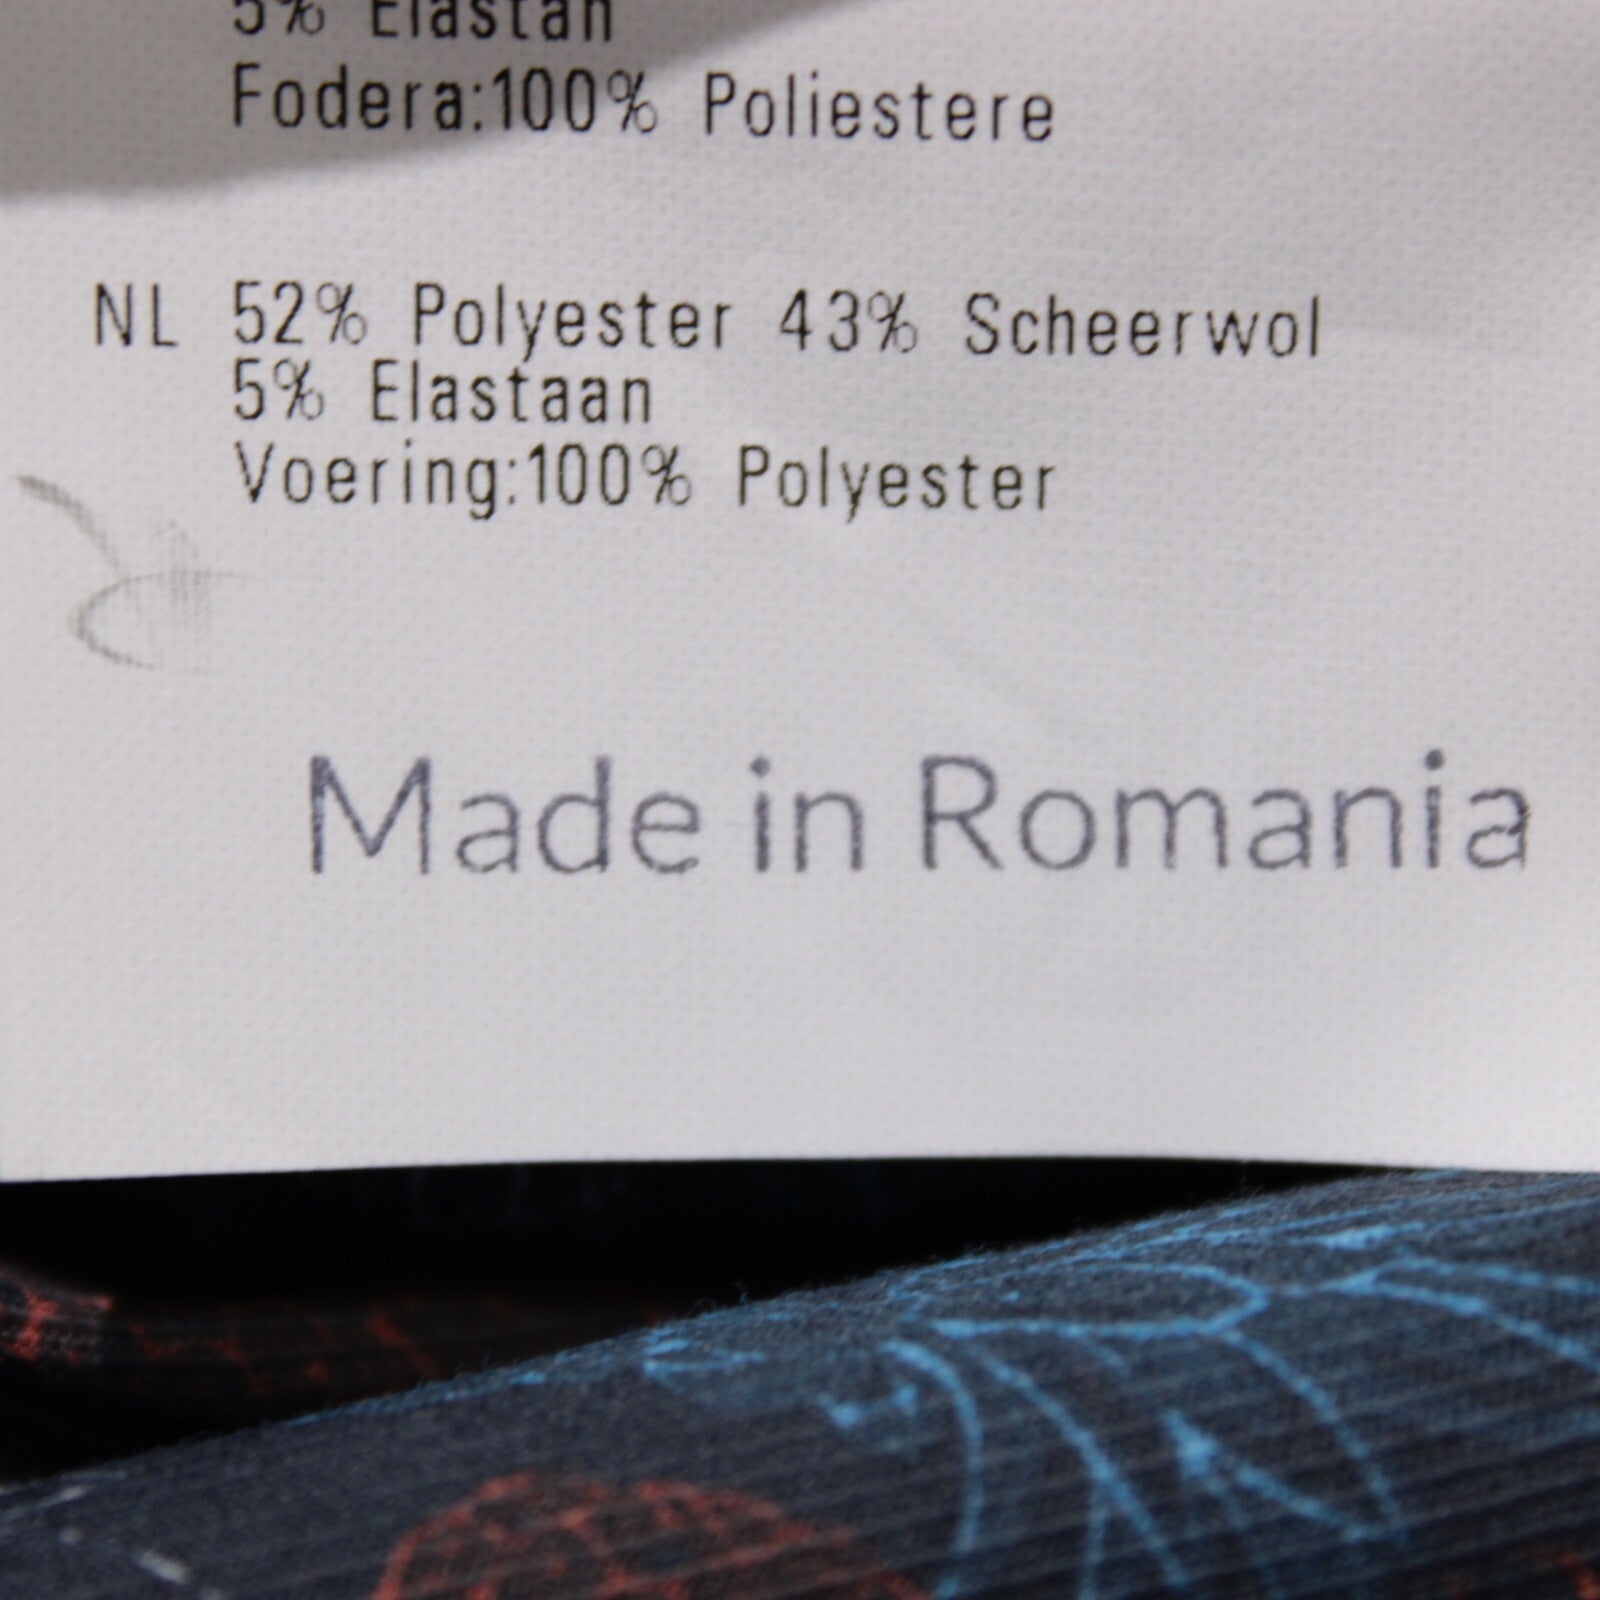 5% Elastan
Fodera:100% Poliestere
NL 52% Polyester 43% Scheerwol
5% Elastaan
Voering:100% Polyester
Made in Romania